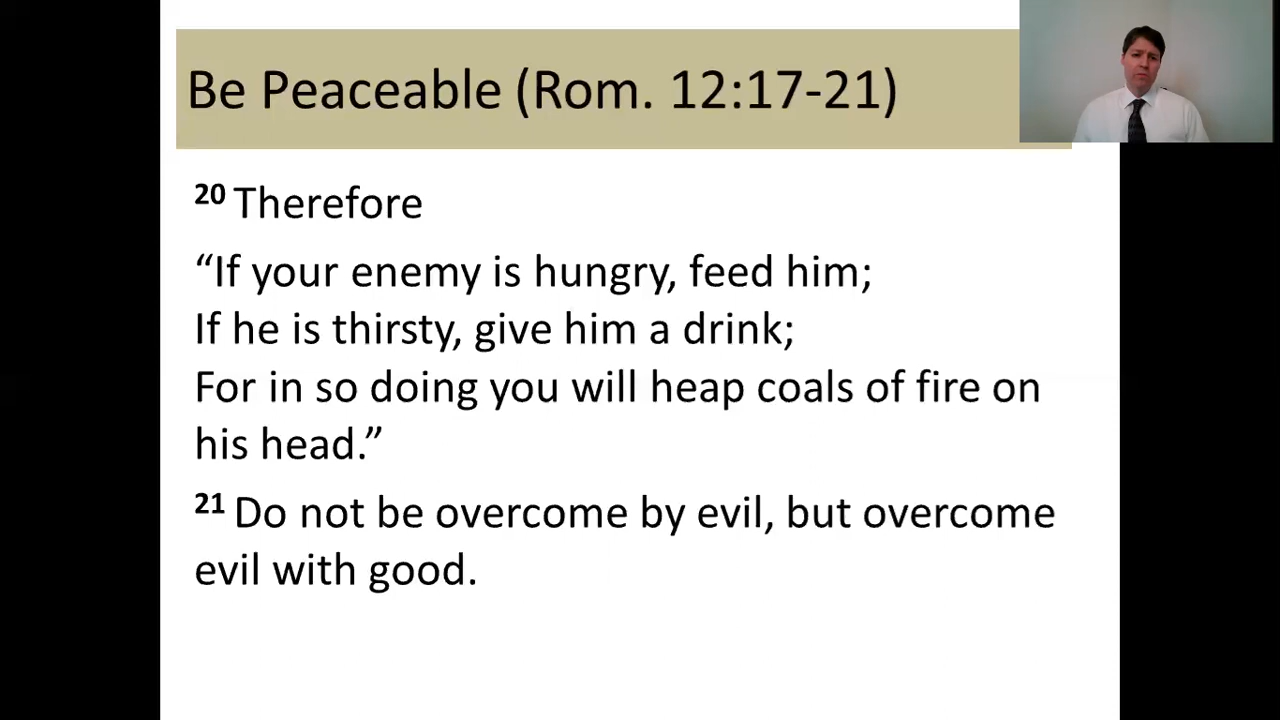 Be Peaceable (Rom. 12:17-21)
20 Therefore
“If your enemy is hungry, feed him;
If he is thirsty, give him a drink;
For in so doing you will heap coals of fire on
his head.”
21 Do not be overcome by evil, but overcome
evil with good.